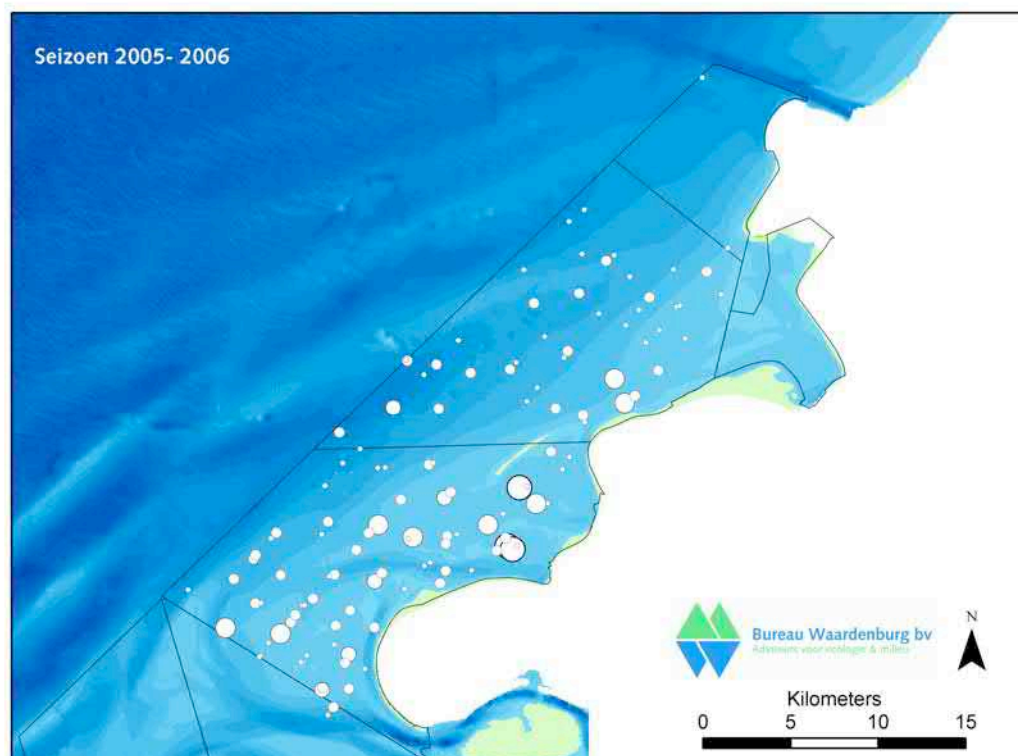 Seizoen 2005- 2006
Bureau Waardenburg bv
Adviseurs voor ecologie & milieu
N
Kilometers
0 5 10 15